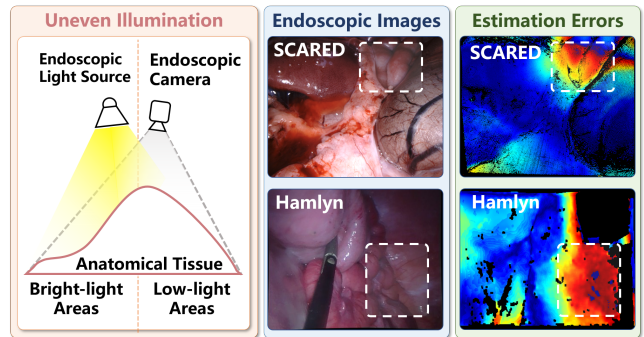 Uneven Illumination
Endoscopic
Light Source
Endoscopic
Camera
Anatomical Tissue
Bright-light
Areas
Low-light
Areas
Endoscopic Images
SCARED
Hamlyn
Estimation Errors
SCARED
Hamlyn